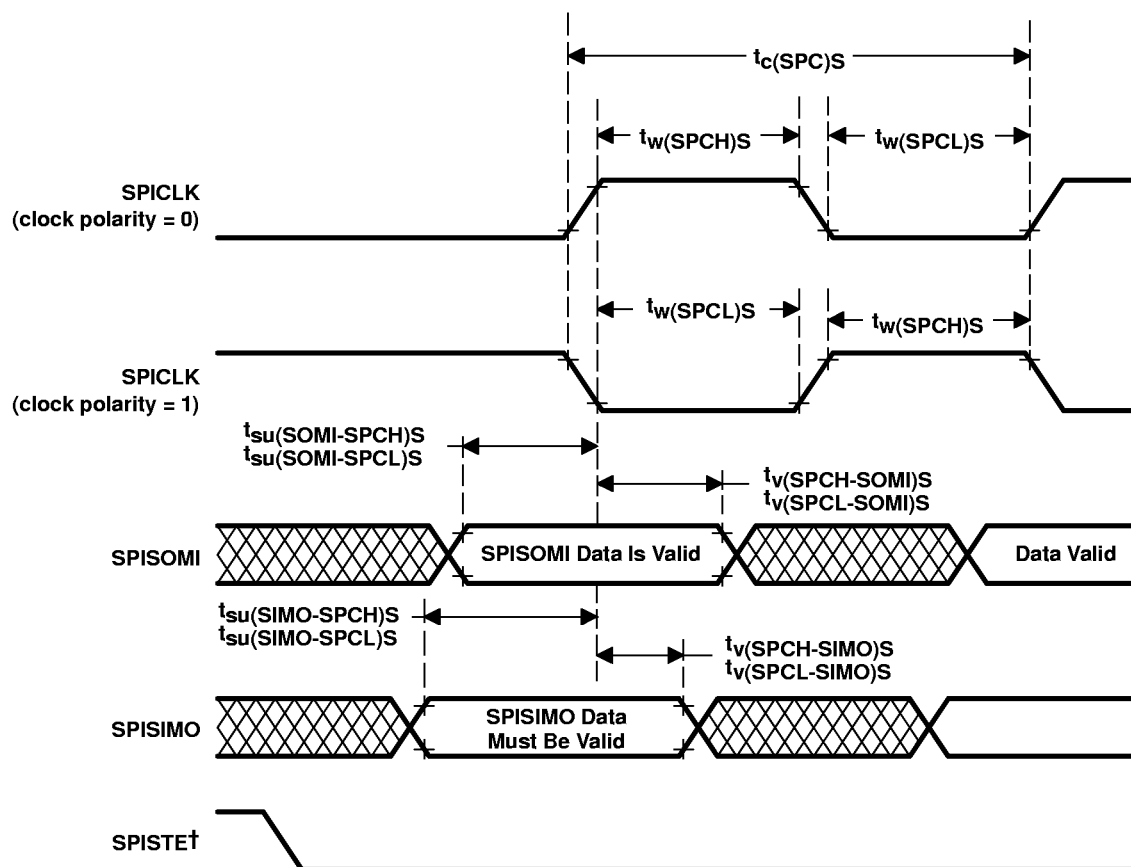 tc(SPC)S
tw(SPCH)S
tw(SPCL)S
SPICLK
(clock polarity = 0)
tw(SPCL)S
tw(SPCH)S
SPICLK
(clock polarity = 1)
tsu(SOMI-SPCH)S
tsu(SOMI-SPCL)S
tv(SPCH-SOMI)S
tv(SPCL-SOMI)S
SPISOMI
SPISOMI Data Is Valid
Data Valid
tsu(SIMO-SPCH)S
tsu(SIMO-SPCL)S
tv(SPCH-SIMO)S
tv(SPCL-SIMO)S
SPISIMO
SPISIMO Data
Must Be Valid
SPISTE†